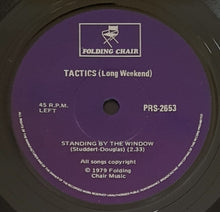 FOLDING CHAIR
TACTICS (Long Weekend)
45 R.P.M.
LEFT
PRS-2653
STANDING BY THE WINDOW
(Studdert-Douglas) (2.33)
All songs copyright
© 1979 Folding
Chair Music